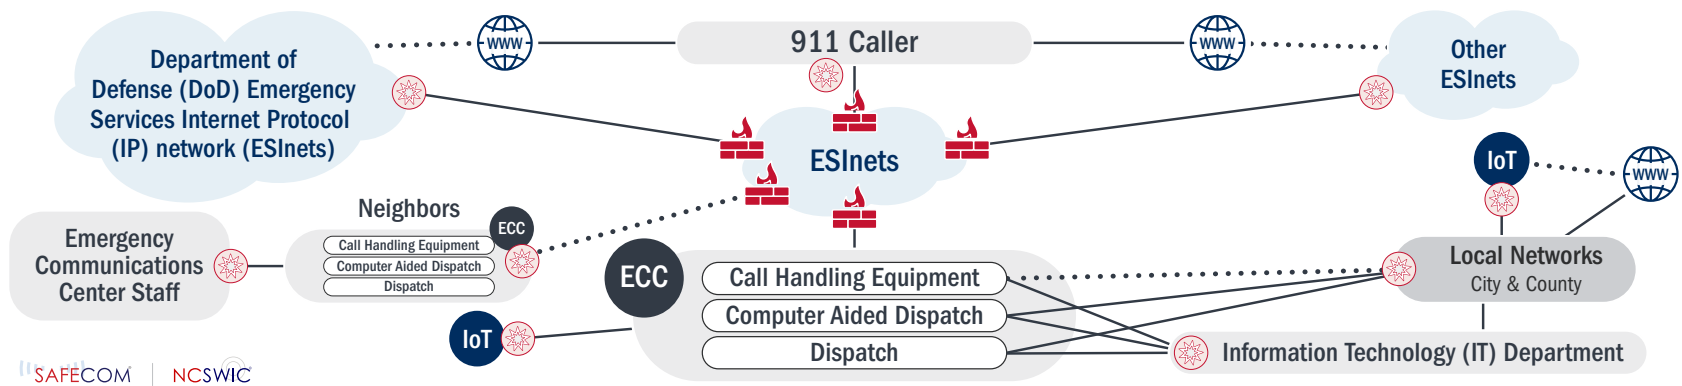 WWW
911 Caller
WWW
Department of
Defense (DoD) Emergency
Services Internet Protocol
(IP) network (ESInets)
Other
ESInets
ESInets
IoT
WWW
Neighbors
ECC
Call Handling Equipment
Computer Aided Dispatch
Dispatch
Emergency
Communications
Center Staff
ECC
Call Handling Equipment
Computer Aided Dispatch
Dispatch
Local Networks
City & County
IoT
Information Technology (IT) Department
SAFECOM
NCSWIC